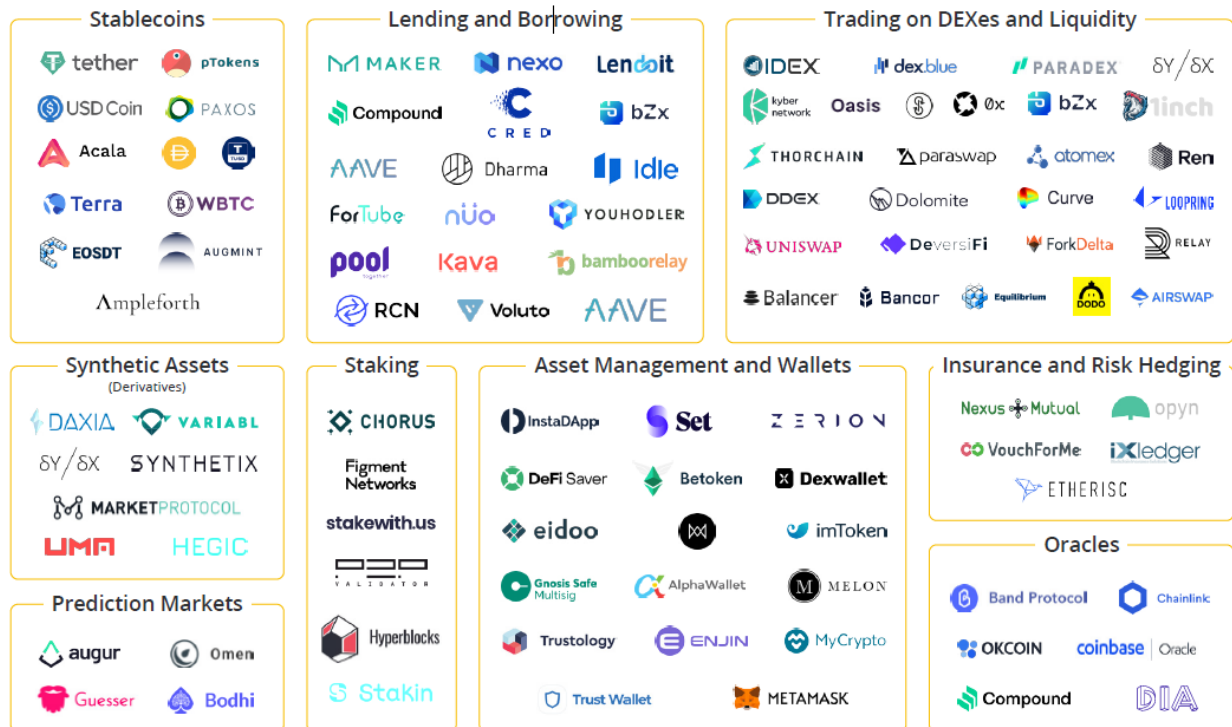 Stablecoins
tether
pTokens
USD Coin
PAXOS
Acala
T
TUSD
Terra
WBTC
EOSDT
AUGMINT
Ampleforth
Lending and Borrowing
MAKER
nexo
Lendoit
Compound
CRED
bZx
AAVE
Dharma
Idle
ForTube
nüo
YOUHODLER
pool
together
Kava
bamboorelay
RCN
Voluto
AAVE
Trading on DEXes and Liquidity
IDEX
dex.blue
PARADEX
δY/δX
kyber
network
Oasis
0x
bZx
1inch
THORCHAIN
paraswap
atomex
Ren
DDEX
Dolomite
Curve
LOOPRING
UNISWAP
DeversiFi
ForkDelta
RELAY
Balancer
Bancor
Equilibrium
DODO
AIRSWAP
Synthetic Assets
(Derivatives)
DAXIA
VARIABL
δY/δX
SYNTHETIX
MARKETPROTOCOL
UMA
HEGIC
Staking
CHORUS
Figment
Networks
stakewith.us
VALIDATOR
Hyperblocks
Stakin
Asset Management and Wallets
InstaDApp
Set
ZERION
DeFi Saver
Betoken
Dexwallet
eidoo
imToken
Gnosis Safe
Multisig
AlphaWallet
M MELON
Trustology
ENJIN
MyCrypto
Trust Wallet
METAMASK
Insurance and Risk Hedging
Nexus Mutual
opyn
VouchForMe
iXledger
ETHERISC
Prediction Markets
augur
Omen
Guesser
Bodhi
Oracles
Band Protocol
Chainlink
OKCOIN
coinbase | Oracle
Compound
DIA